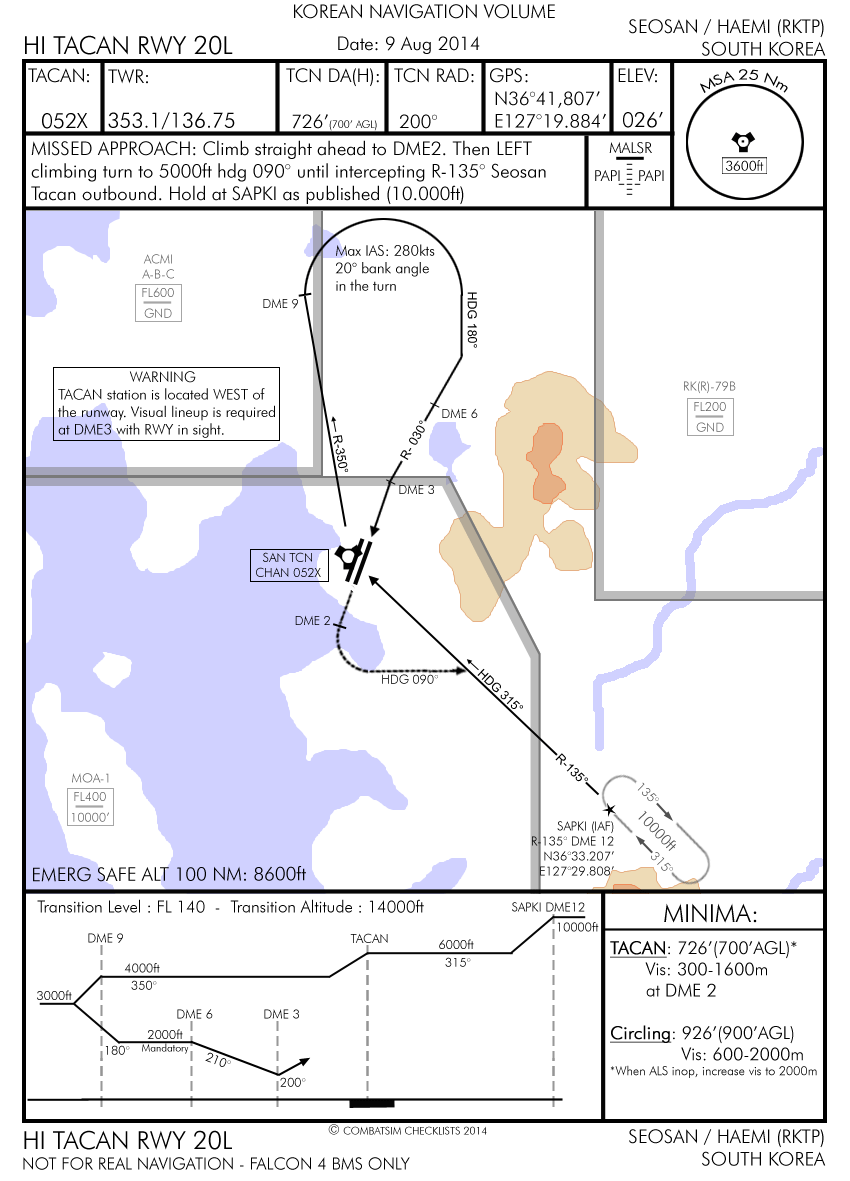 KOREAN NAVIGATION VOLUME
HI TACAN RWY 20L
Date: 9 Aug 2014
SEOSAN / HAEMI (RKTP)
SOUTH KOREA
TACAN:
052X
TWR:
353.1/136.75
TCN DA(H):
726'(700' AGL)
TCN RAD:
200°
GPS:
N36°41,807'
E127°19.884'
ELEV:
026'
MSA 25 Nm
3600ft
MISSED APPROACH: Climb straight ahead to DME2. Then LEFT
climbing turn to 5000ft hdg 090° until intercepting R-135° Seosan
Tacan outbound. Hold at SAPKI as published (10.000ft)
MALSR
PAPI PAPI
ACMI
A-B-C
FL600
GND
Max IAS: 280kts
20° bank angle
in the turn
DME 9
HDG 180°
WARNING
TACAN station is located WEST of
the runway. Visual lineup is required
at DME3 with RWY in sight.
RK(R)-79B
FL200
GND
DME 6
R-350°
R- 030°
DME 3
SAN TCN
CHAN 052X
DME 2
HDG 090°
HDG 315°
R-135°
MOA-1
FL400
10000'
135°
10000ft
315°
SAPKI (IAF)
R-135° DME 12
N36°33.207'
E127°29.808'
EMERG SAFE ALT 100 NM: 8600ft
Transition Level : FL 140 - Transition Altitude : 14000ft
SAPKI DME12
10000ft
DME 9
TACAN
6000ft
315°
4000ft
350°
3000ft
DME 6
DME 3
2000ft
Mandatory
180°
210°
200°
MINIMA:
TACAN: 726'(700'AGL)*
Vis: 300-1600m
at DME 2
Circling: 926'(900'AGL)
Vis: 600-2000m
*When ALS inop, increase vis to 2000m
HI TACAN RWY 20L
© COMBATSIM CHECKLISTS 2014
SEOSAN / HAEMI (RKTP)
NOT FOR REAL NAVIGATION - FALCON 4 BMS ONLY
SOUTH KOREA